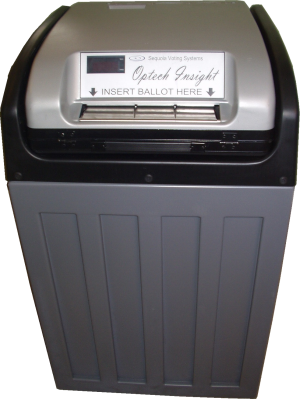 Sequoia Voting Systems
Optech Insight
↓ INSERT BALLOT HERE ↓